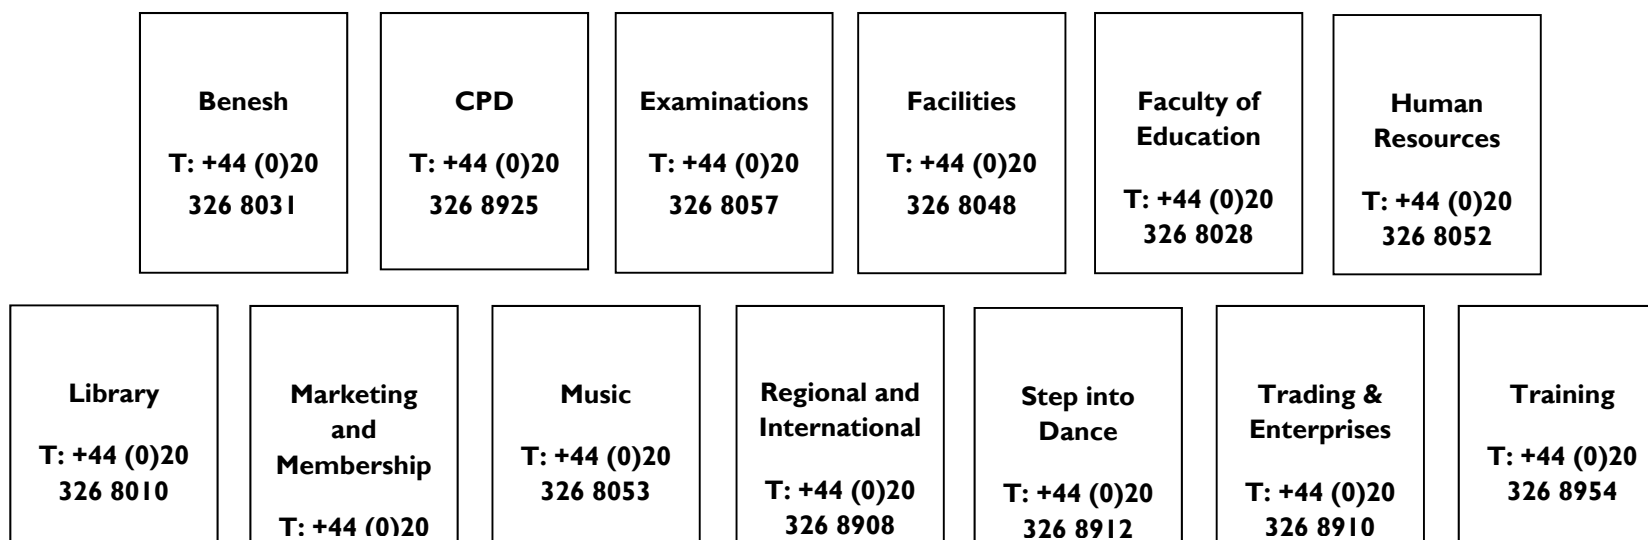 Benesh
T: +44 (0)20
326 8031
CPD
T: +44 (0)20
326 8925
Examinations
T: +44 (0)20
326 8057
Facilities
T: +44 (0)20
326 8048
Faculty of
Education
T: +44 (0)20
326 8028
Human
Resources
T: +44 (0)20
326 8052
Library
T: +44 (0)20
326 8010
Marketing
and
Membership
T: +44 (0)20
Music
T: +44 (0)20
326 8053
Regional and
International
T: +44 (0)20
326 8908
Step into
Dance
T: +44 (0)20
326 8912
Trading &
Enterprises
T: +44 (0)20
326 8910
Training
T: +44 (0)20
326 8954